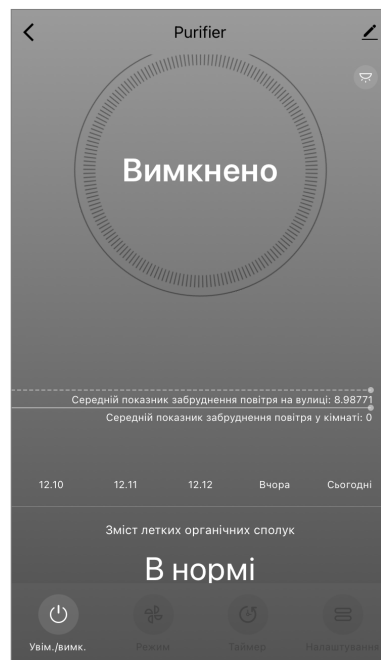 Purifier
Вимкнено
Середній показник забруднення повітря на вулиці: 8.98771
Середній показник забруднення повітря у кімнаті: 0
12.10 12.11 12.12 Вчора Сьогодні
Зміст летких органічних сполук
В нормі
Увім./вимк. Режим Таймер Налаштування